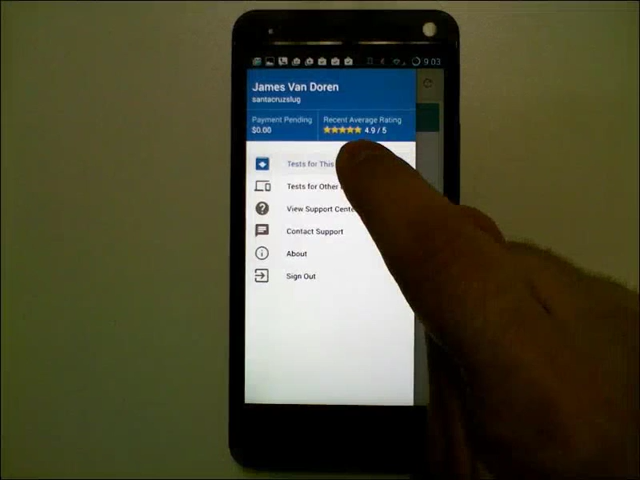 9:03
James Van Doren
santacruzslug
Payment Pending
$0.00
Recent Average Rating
4.9 / 5
Tests for This
Tests for Other
View Support Cente
Contact Support
About
Sign Out